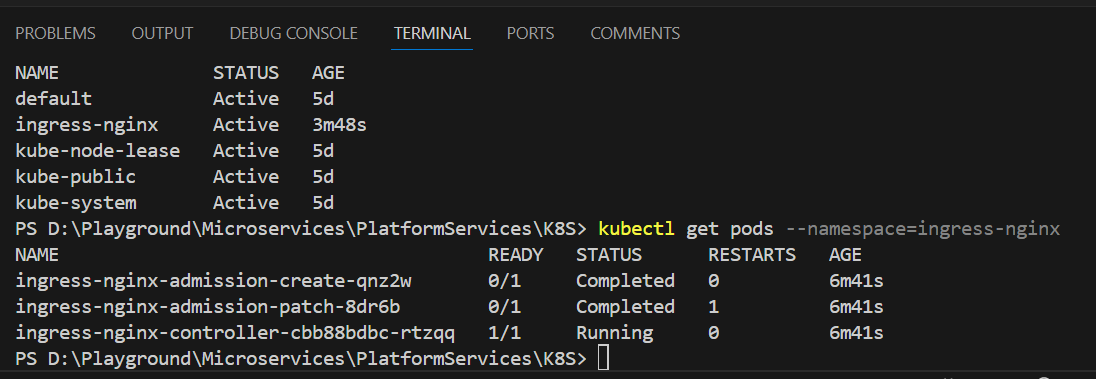 PROBLEMS OUTPUT DEBUG CONSOLE TERMINAL PORTS COMMENTS
NAME STATUS AGE
default Active 5d
ingress-nginx Active 3m48s
kube-node-lease Active 5d
kube-public Active 5d
kube-system Active 5d
PS D:\Playground\Microservices\PlatformServices\K8S> kubectl get pods --namespace=ingress-nginx
NAME READY STATUS RESTARTS AGE
ingress-nginx-admission-create-qnz2w 0/1 Completed 0 6m41s
ingress-nginx-admission-patch-8dr6b 0/1 Completed 1 6m41s
ingress-nginx-controller-cbb88bdbc-rtzqq 1/1 Running 0 6m41s
PS D:\Playground\Microservices\PlatformServices\K8S>